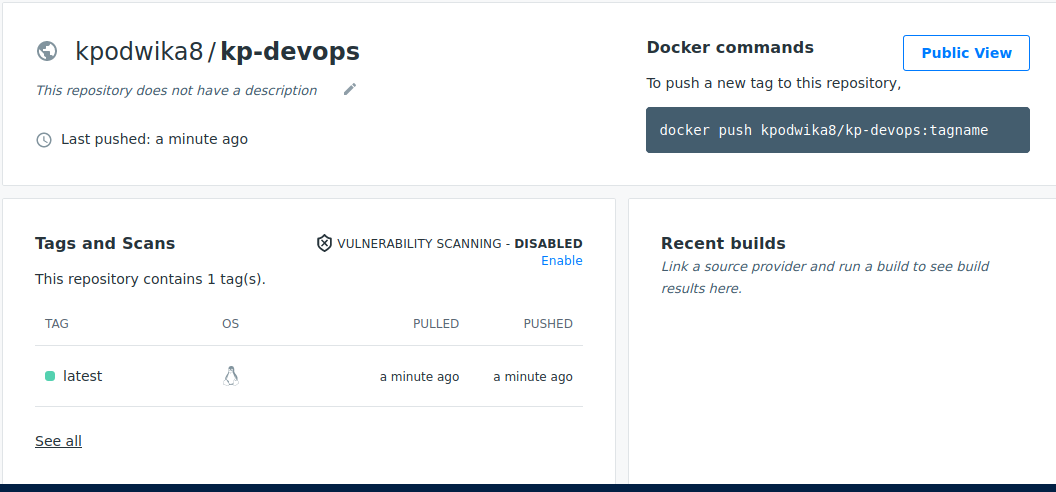 kpodwika8/kp-devops
This repository does not have a description
Last pushed: a minute ago
Docker commands
Public View
To push a new tag to this repository,
docker push kpodwika8/kp-devops:tagname
Tags and Scans
VULNERABILITY SCANNING - DISABLED
Enable
This repository contains 1 tag(s).
TAG OS PULLED PUSHED
latest a minute ago a minute ago
See all
Recent builds
Link a source provider and run a build to see build
results here.